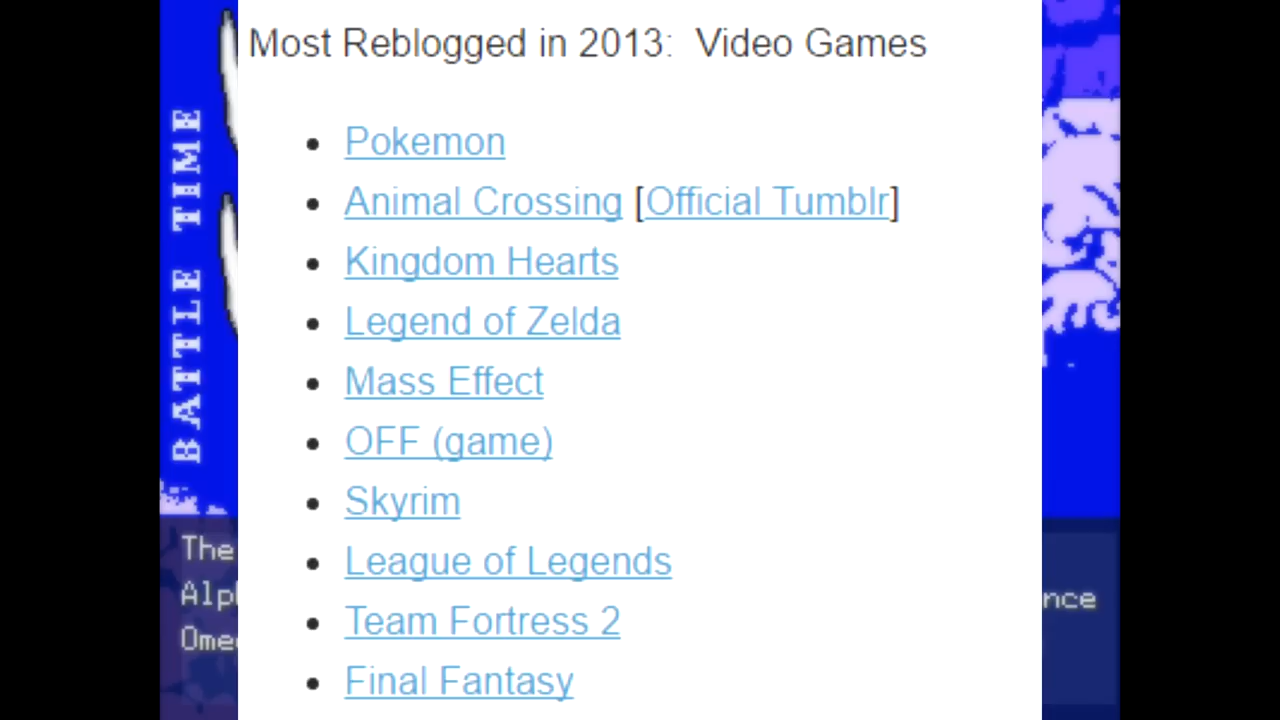 Most Reblogged in 2013: Video Games
Pokemon
Animal Crossing [Official Tumblr]
Kingdom Hearts
Legend of Zelda
Mass Effect
OFF (game)
Skyrim
League of Legends
Team Fortress 2
Final Fantasy
BATTLE TIME
The